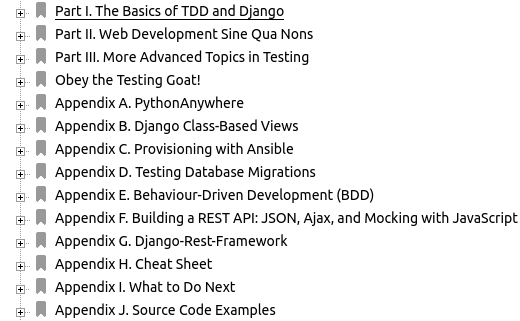 Part I. The Basics of TDD and Django
Part II. Web Development Sine Qua Nons
Part III. More Advanced Topics in Testing
Obey the Testing Goat!
Appendix A. PythonAnywhere
Appendix B. Django Class-Based Views
Appendix C. Provisioning with Ansible
Appendix D. Testing Database Migrations
Appendix E. Behaviour-Driven Development (BDD)
Appendix F. Building a REST API: JSON, Ajax, and Mocking with JavaScript
Appendix G. Django-Rest-Framework
Appendix H. Cheat Sheet
Appendix I. What to Do Next
Appendix J. Source Code Examples